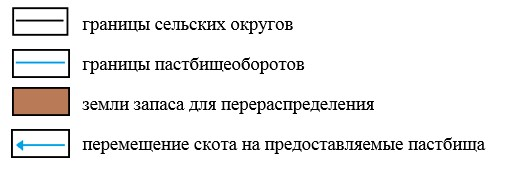 границы сельских округов
границы пастбищеоборотов
земли запаса для перераспределения
перемещение скота на предоставляемые пастбища